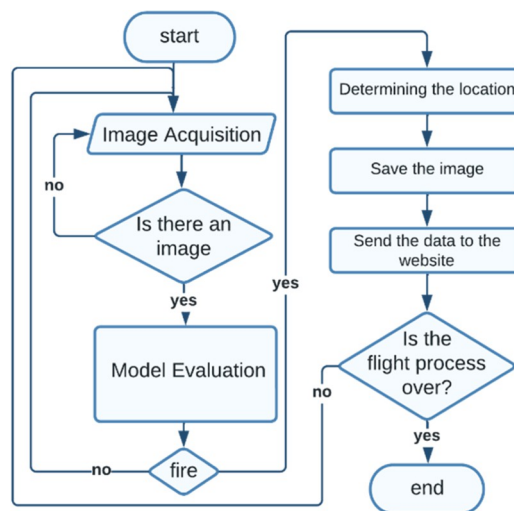 start
Image Acquisition
no
Is there an
image
yes
Model Evaluation
no
fire
yes
Determining the location
Save the image
Send the data to the
website
Is the
flight process
over?
no
yes
end